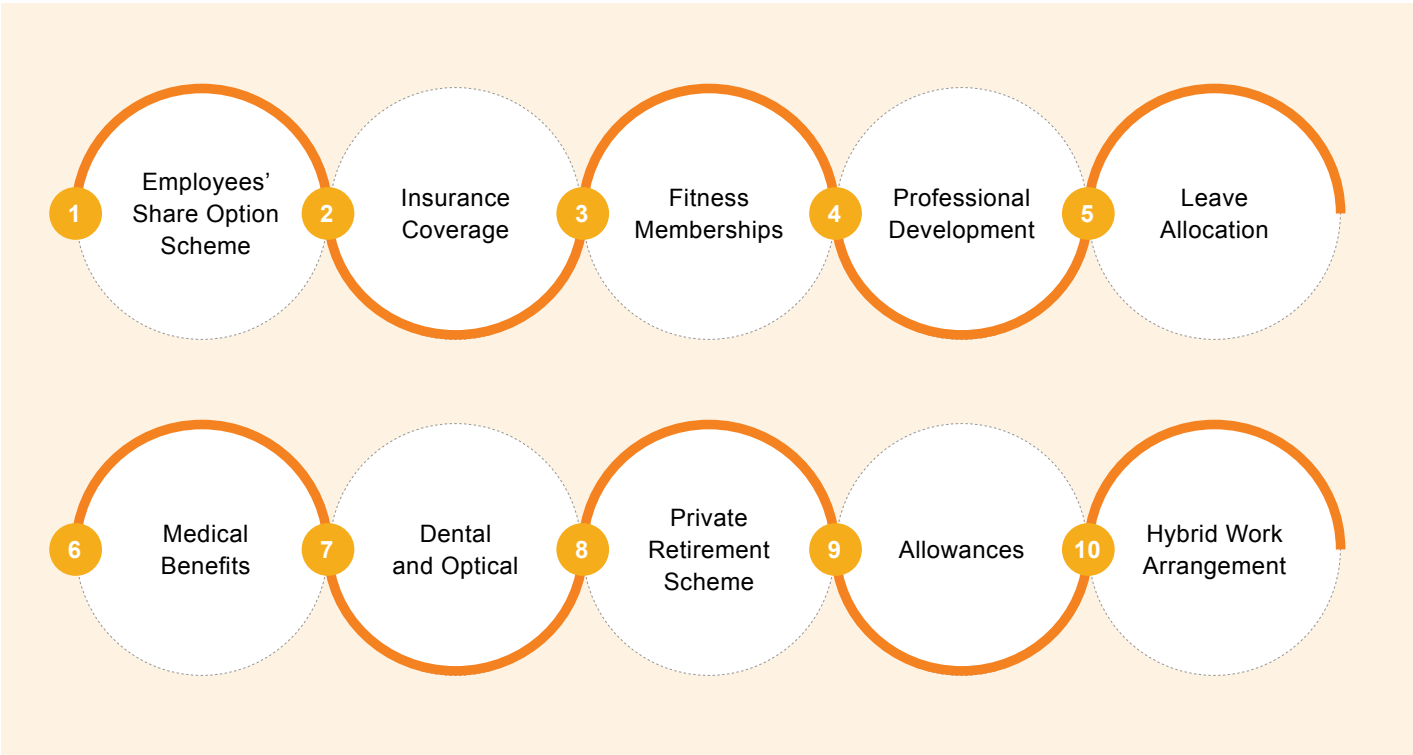 1
Employees’
Share Option
Scheme
2
Insurance
Coverage
3
Fitness
Memberships
4
Professional
Development
5
Leave
Allocation
6
Medical
Benefits
7
Dental
and Optical
8
Private
Retirement
Scheme
9
Allowances
10
Hybrid Work
Arrangement